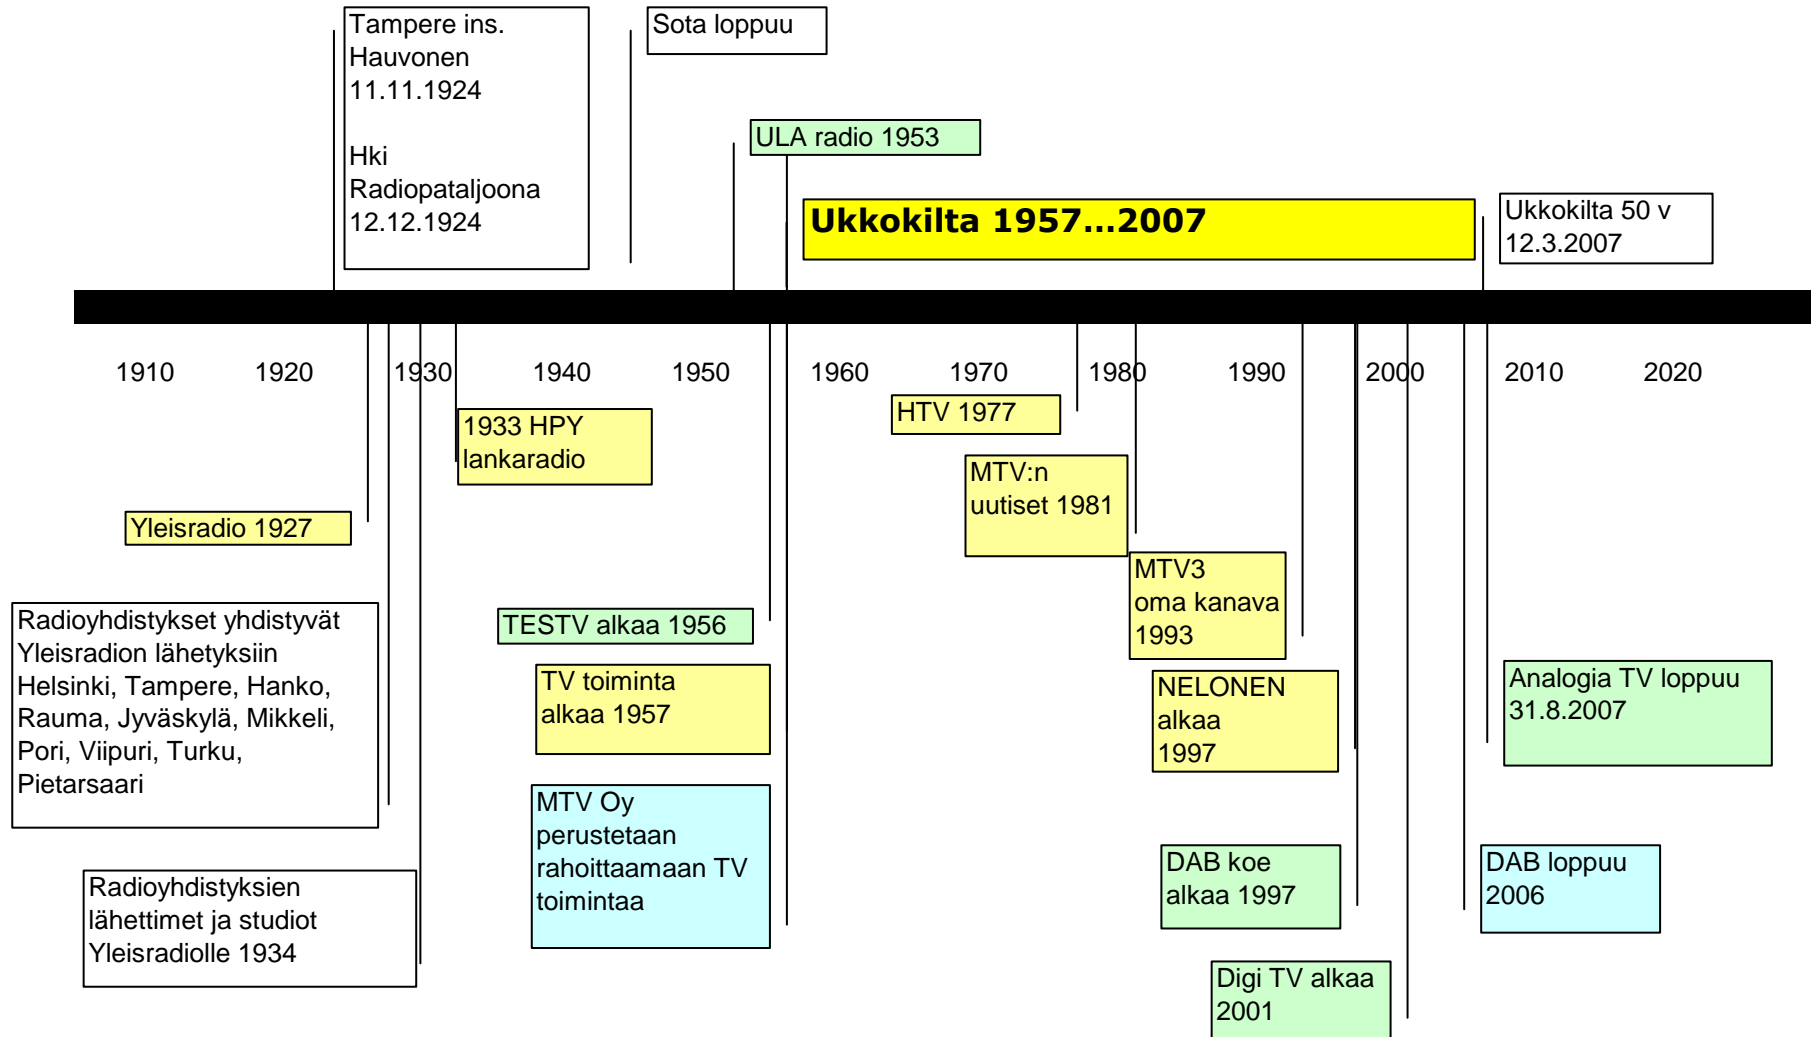 Tampere ins.
Hauvonen
11.11.1924
Hki
Radiopataljoona
12.12.1924
Sota loppuu
ULA radio 1953
Ukkokilta 1957...2007
Ukkokilta 50 v
12.3.2007
1910 1920 1930 1940 1950 1960 1970 1980 1990 2000 2010 2020
1933 HPY
lankaradio
HTV 1977
MTV:n
uutiset 1981
Yleisradio 1927
MTV3
oma kanava
1993
Radioyhdistykset yhdistyvät
Yleisradion lähetyksiin
Helsinki, Tampere, Hanko,
Rauma, Jyväskylä, Mikkeli,
Pori, Viipuri, Turku,
Pietarsaari
TESTV alkaa 1956
TV toiminta
alkaa 1957
NELONEN
alkaa
1997
Analogia TV loppuu
31.8.2007
MTV Oy
perustetaan
rahoittamaan TV
toimintaa
DAB koe
alkaa 1997
DAB loppuu
2006
Radioyhdistyksien
lähettimet ja studiot
Yleisradiolle 1934
Digi TV alkaa
2001